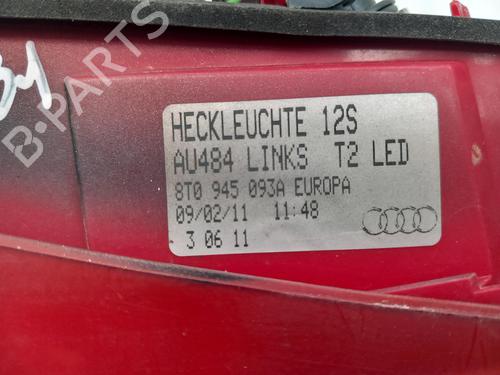 B-PARTS
HECKLEUCHTE 12S
AU484 LINKS T2 LED
8T0 945 093A EUROPA
09/02/11 11:48
3 06 11